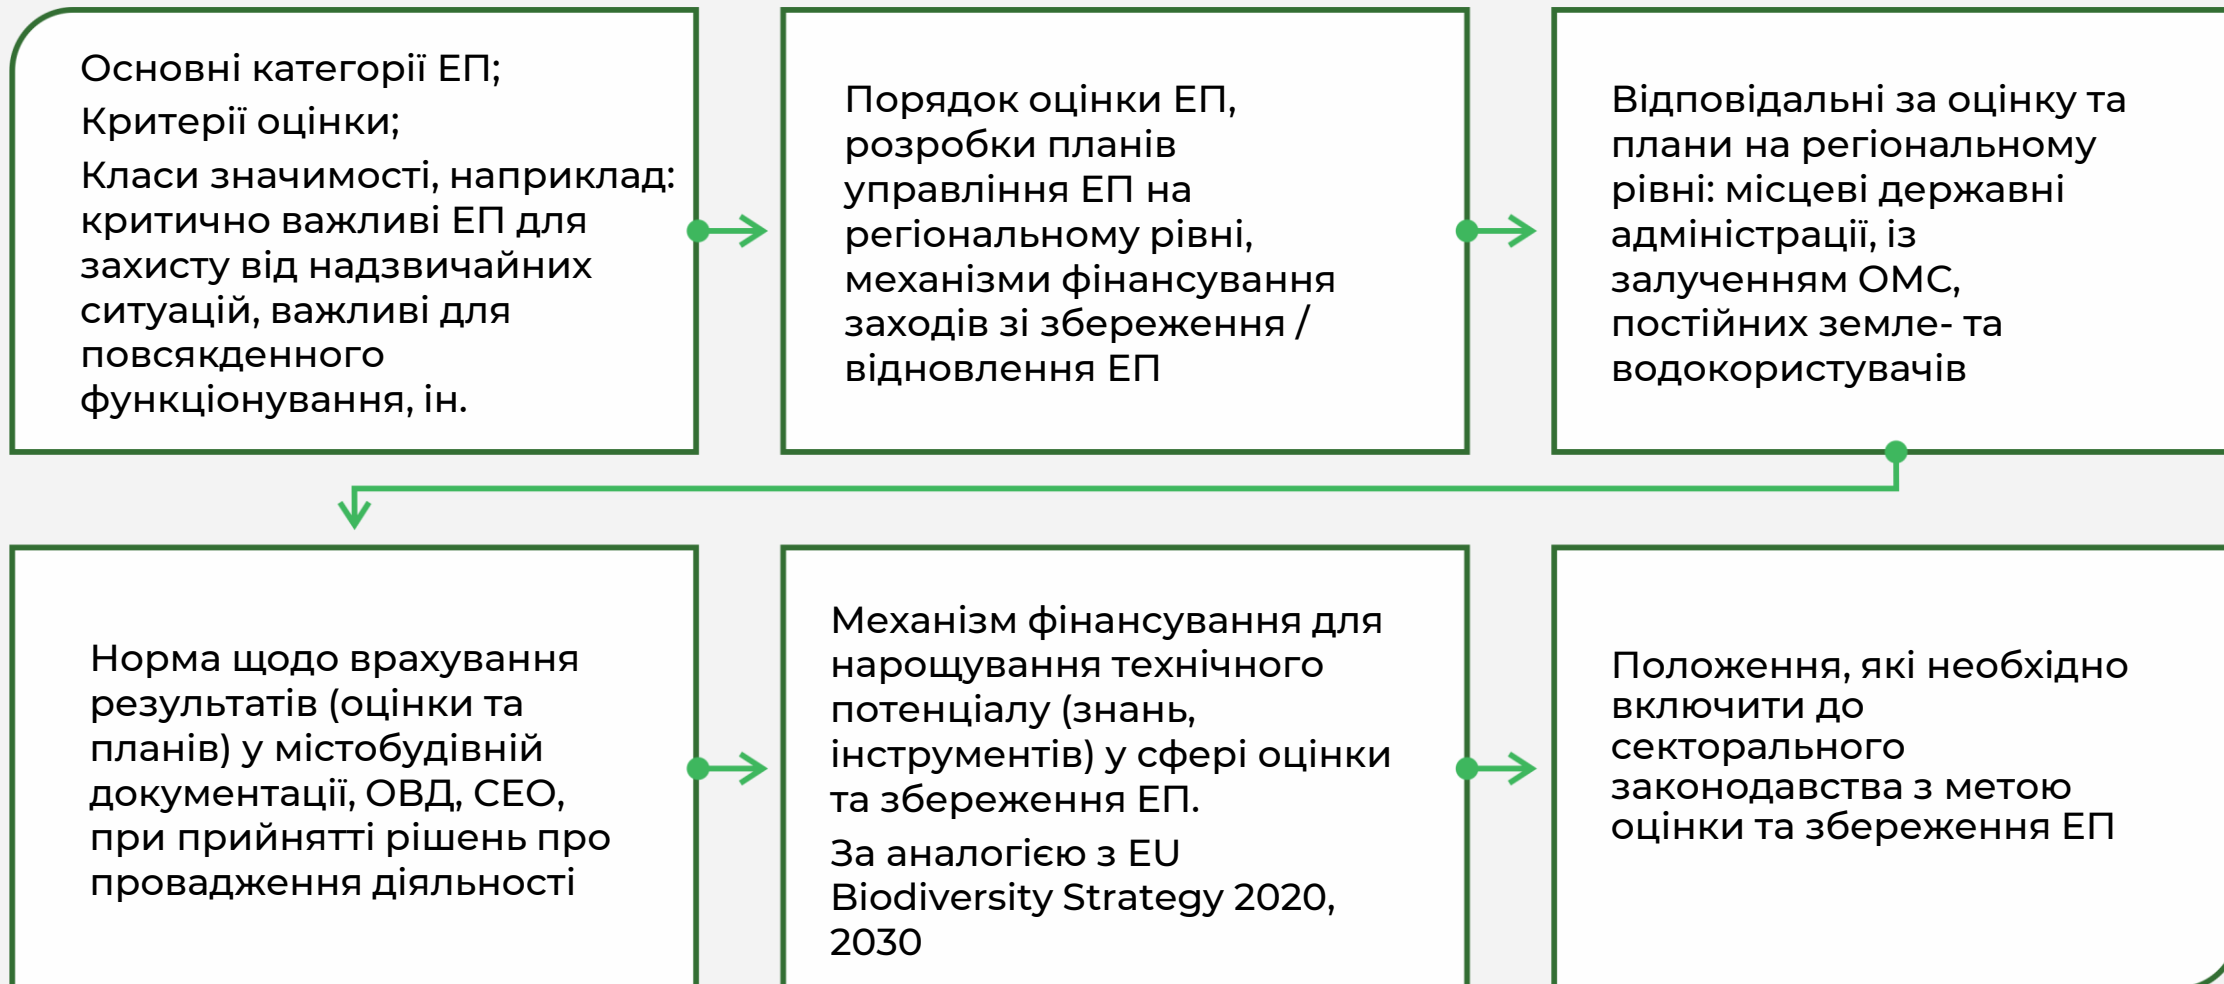 Основні категорії ЕП;
Критерії оцінки;
Класи значимості, наприклад:
критично важливі ЕП для
захисту від надзвичайних
ситуацій, важливі для
повсякденного
функціонування, ін.
Порядок оцінки ЕП,
розробки планів
управління ЕП на
регіональному рівні,
механізми фінансування
заходів зі збереження /
відновлення ЕП
Відповідальні за оцінку та
плани на регіональному
рівні: місцеві державні
адміністрації, із
залученням ОМС,
постійних земле- та
водокористувачів
Норма щодо врахування
результатів (оцінки та
планів) у містобудівній
документації, ОВД, СЕО,
при прийнятті рішень про
провадження діяльності
Механізм фінансування для
нарощування технічного
потенціалу (знань,
інструментів) у сфері оцінки
та збереження ЕП.
За аналогією з EU
Biodiversity Strategy 2020,
2030
Положення, які необхідно
включити до
секторального
законодавства з метою
оцінки та збереження ЕП